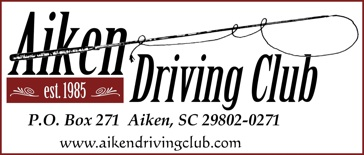 Aiken
est. 1985
Driving Club
P.O. Box 271 Aiken, SC 29802-0271
www.aikendrivingclub.com